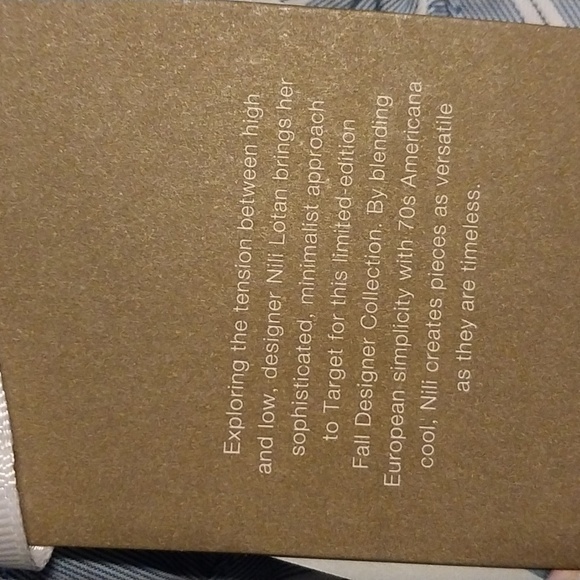 Exploring the tension between high
and low, designer Nili Lotan brings her
sophisticated, minimalist approach
to Target for this limited-edition
Fall Designer Collection. By blending
European simplicity with 70s Americana
cool, Nili creates pieces as versatile
as they are timeless.